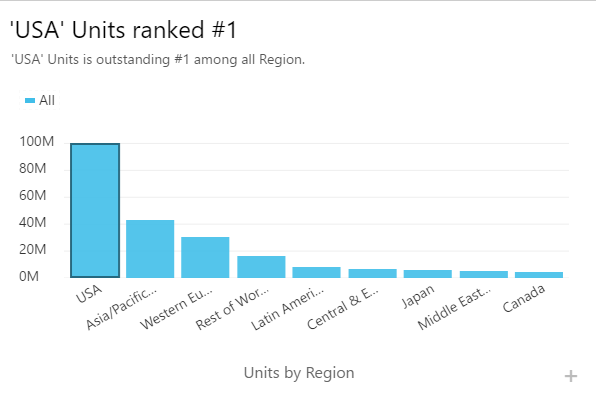 'USA' Units ranked #1
'USA' Units is outstanding #1 among all Region.
All
100M
80M
60M
40M
20M
0M
USA
Asia/Pacific...
Western Eu...
Rest of Wor...
Latin Ameri...
Central & E...
Japan
Middle East...
Canada
Units by Region
+